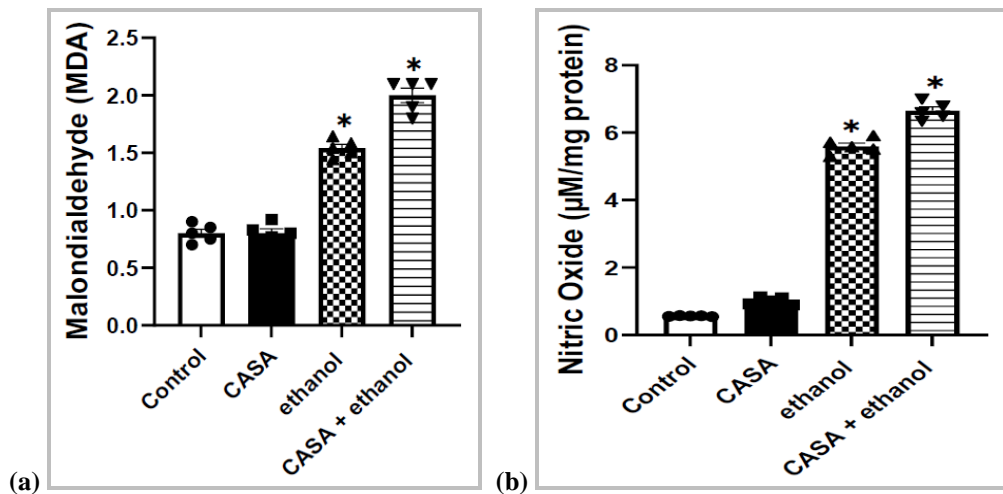 (a)
Malondialdehyde (MDA)
2.5
2.0
1.5
1.0
0.5
0.0
*
*
Control
CASA
ethanol
CASA + ethanol
(b)
Nitric Oxide (µM/mg protein)
8
6
4
2
0
*
*
Control
CASA
ethanol
CASA + ethanol